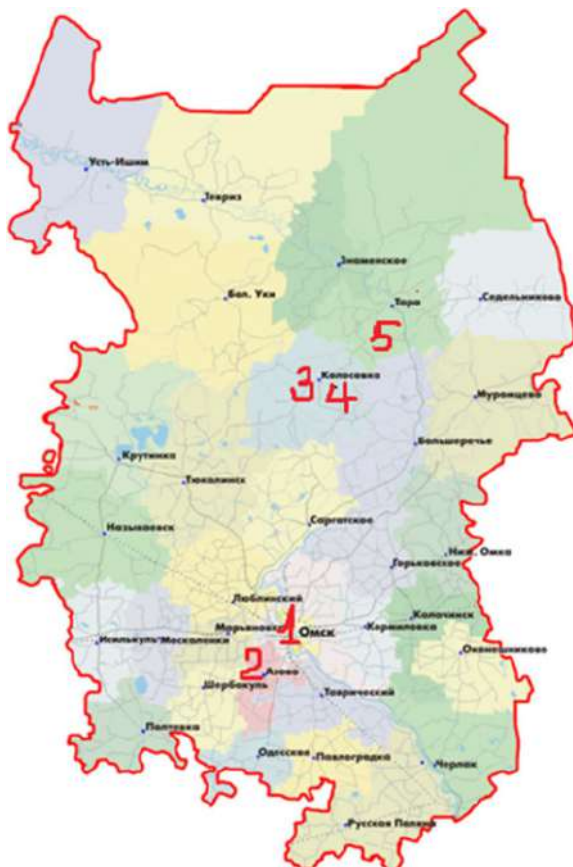 Усть-Ишим
Тевриз
Знаменское
Бол. Уки
Тара
Седельниково
5
Колосовка
3
4
Муромцево
Большеречье
Крутинка
Тюкалинск
Саргатское
Называевск
Ниж. Омка
Горьковское
Люблинский
Калачинск
1
Омск
Кормиловка
Марьяновка
Исилькуль
Москаленки
Оконешниково
2
Азово
Шербакуль
Таврический
Полтавка
Одесское
Павлоградка
Черлак
Русская Поляна